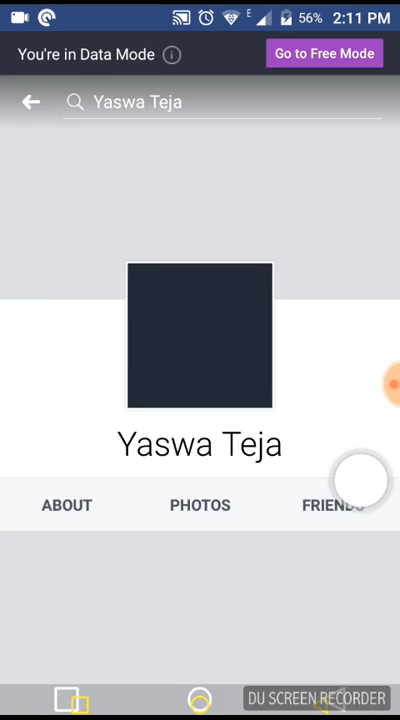 E 56% 2:11 PM
You're in Data Mode
Go to Free Mode
Yaswa Teja
Yaswa Teja
ABOUT PHOTOS FRIENDS
DU SCREEN RECORDER